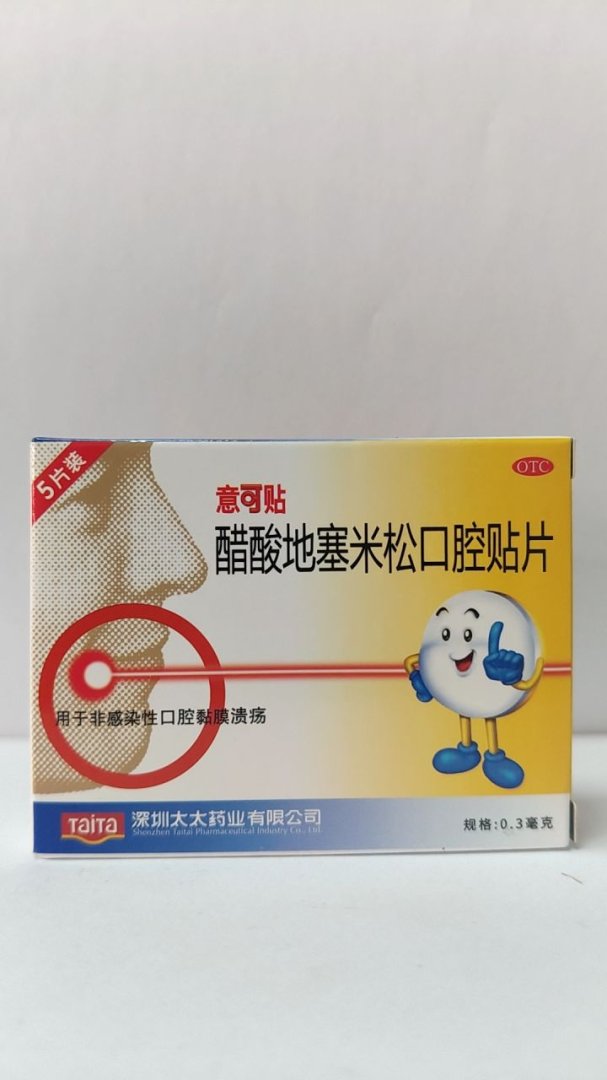 5片装
OTC
意可贴
醋酸地塞米松口腔贴片
用于非感染性口腔黏膜溃疡
Taita
深圳太太药业有限公司
Shenzhen Taitai Pharmaceutical Industry Co., Ltd.
规格:0.3毫克